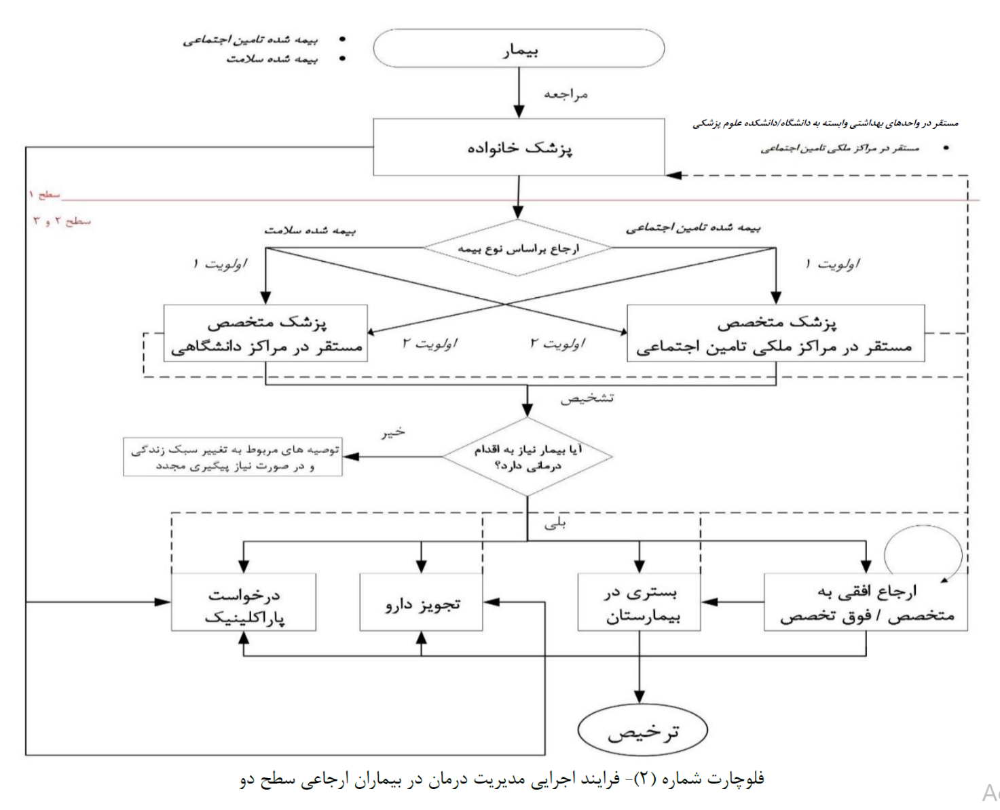 بیمه شده تامین اجتماعی
بیمه شده سلامت
بیمار
مراجعه
مستقر در واحدهای بهداشتی وابسته به دانشگاه/دانشکده علوم پزشکی
مستقر در مراکز ملکی تامین اجتماعی
پزشک خانواده
سطح ۱
سطح ۲ و ۳
بیمه شده تامین اجتماعی
بیمه شده سلامت
ارجاع براساس نوع بیمه
اولویت ۱
اولویت ۱
پزشک متخصص
مستقر در مراکز ملکی تامین اجتماعی
پزشک متخصص
مستقر در مراکز دانشگاهی
اولویت ۲
اولویت ۲
تشخیص
خیر
آیا بیمار نیاز به اقدام
درمانی دارد؟
توصیه های مربوط به تغییر سبک زندگی
و در صورت نیاز پیگیری مجدد
بلی
ارجاع افقی به
متخصص / فوق تخصص
بستری در
بیمارستان
تجویز دارو
درخواست
پاراکلینیک
ترخیص
فلوچارت شماره (۲)- فرایند اجرایی مدیریت درمان در بیماران ارجاعی سطح دو